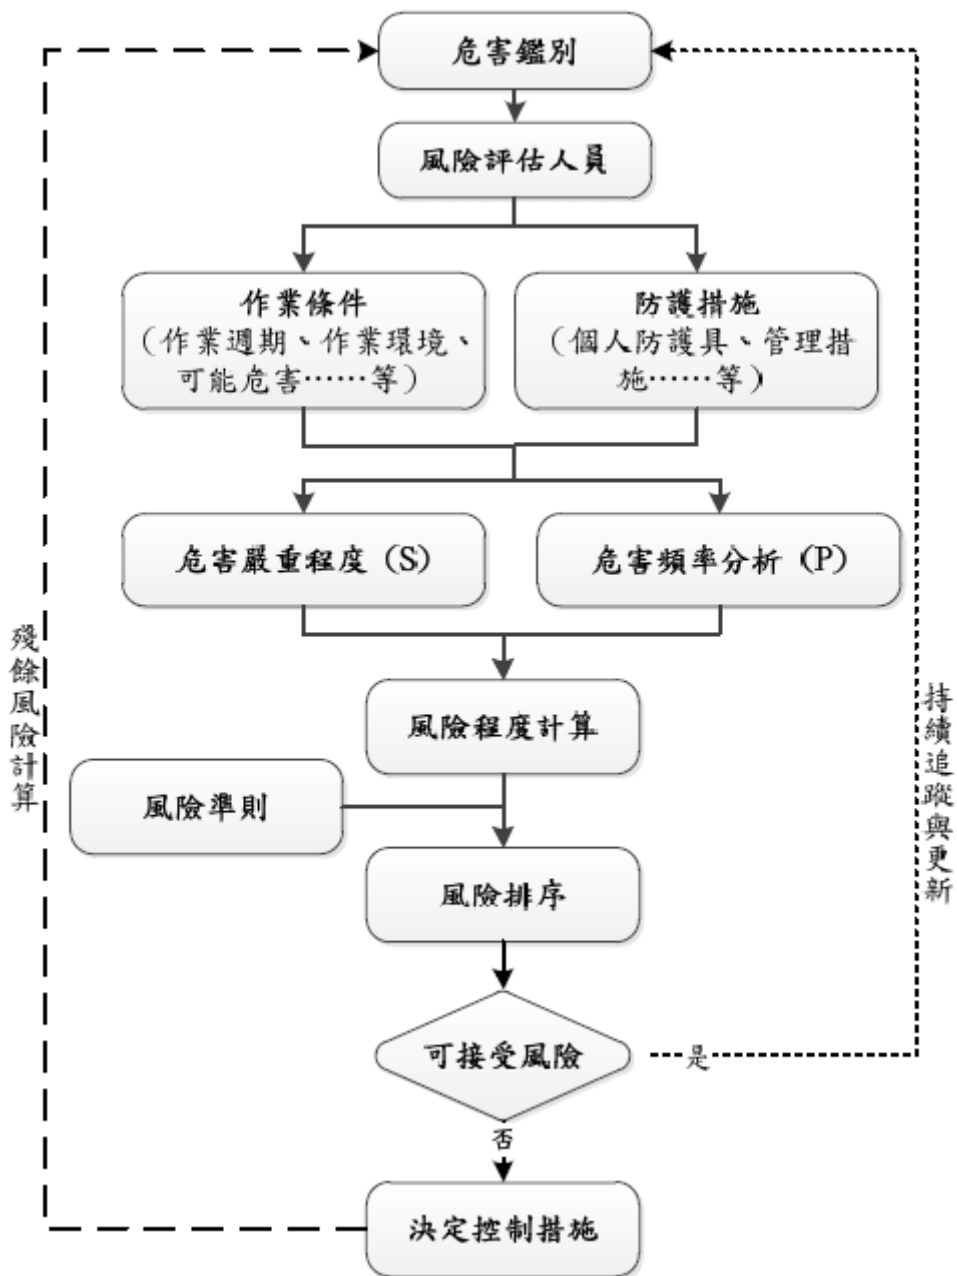 危害鑑別
風險評估人員
作業條件
（作業週期、作業環境、
可能危害……等）
防護措施
（個人防護具、管理措
施……等）
危害嚴重程度（S）
危害頻率分析（P）
殘餘風險計算
風險程度計算
持續追蹤與更新
風險準則
風險排序
可接受風險
是
否
決定控制措施